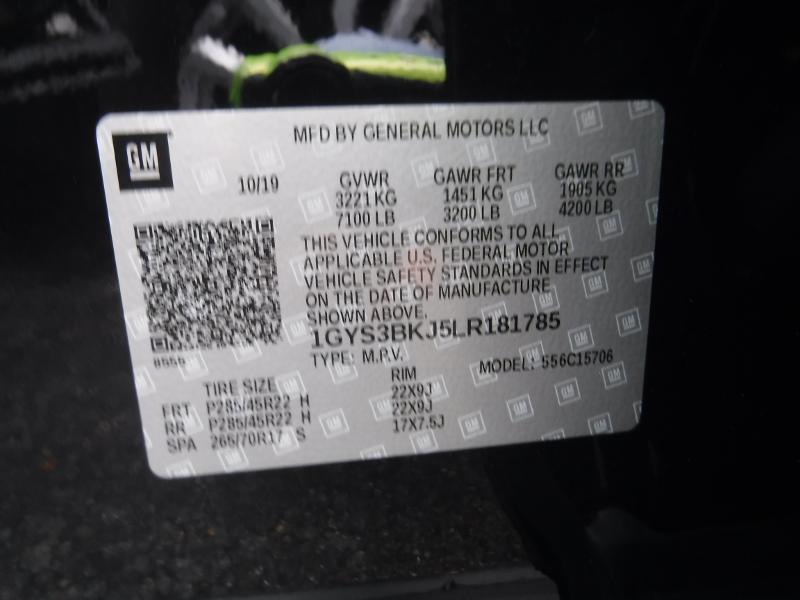 MFD BY GENERAL MOTORS LLC
GM
10/19
GVWR GAWR FRT GAWR RR
3221 KG 1451 KG 1905 KG
7100 LB 3200 LB 4200 LB
THIS VEHICLE CONFORMS TO ALL
APPLICABLE U.S. FEDERAL MOTOR
VEHICLE SAFETY STANDARDS IN EFFECT
ON THE DATE OF MANUFACTURE
SHOWN ABOVE.
1GYS3BKJ5LR181785
8556
TYPE: M.P.V. MODEL: 556C15706
TIRE SIZE RIM
FRT P285/45R22 H 22X9J
RR P285/45R22 H 22X9J
SPA 265/70R17 S 17X7.5J